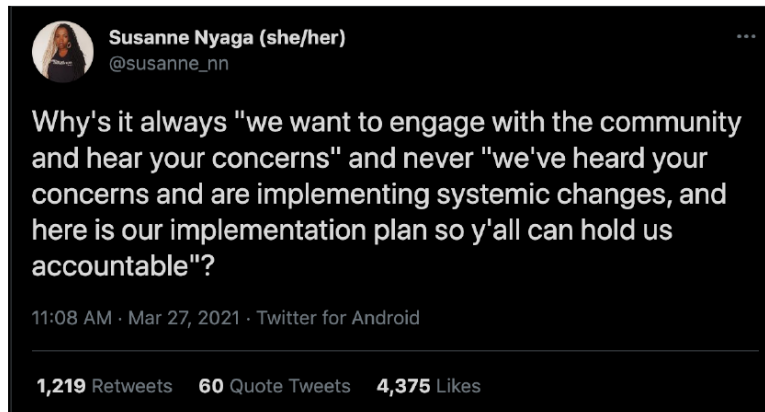 Susanne Nyaga (she/her)
@susanne_nn
Why's it always "we want to engage with the community
and hear your concerns" and never "we've heard your
concerns and are implementing systemic changes, and
here is our implementation plan so y'all can hold us
accountable"?
11:08 AM · Mar 27, 2021 · Twitter for Android
1,219 Retweets 60 Quote Tweets 4,375 Likes